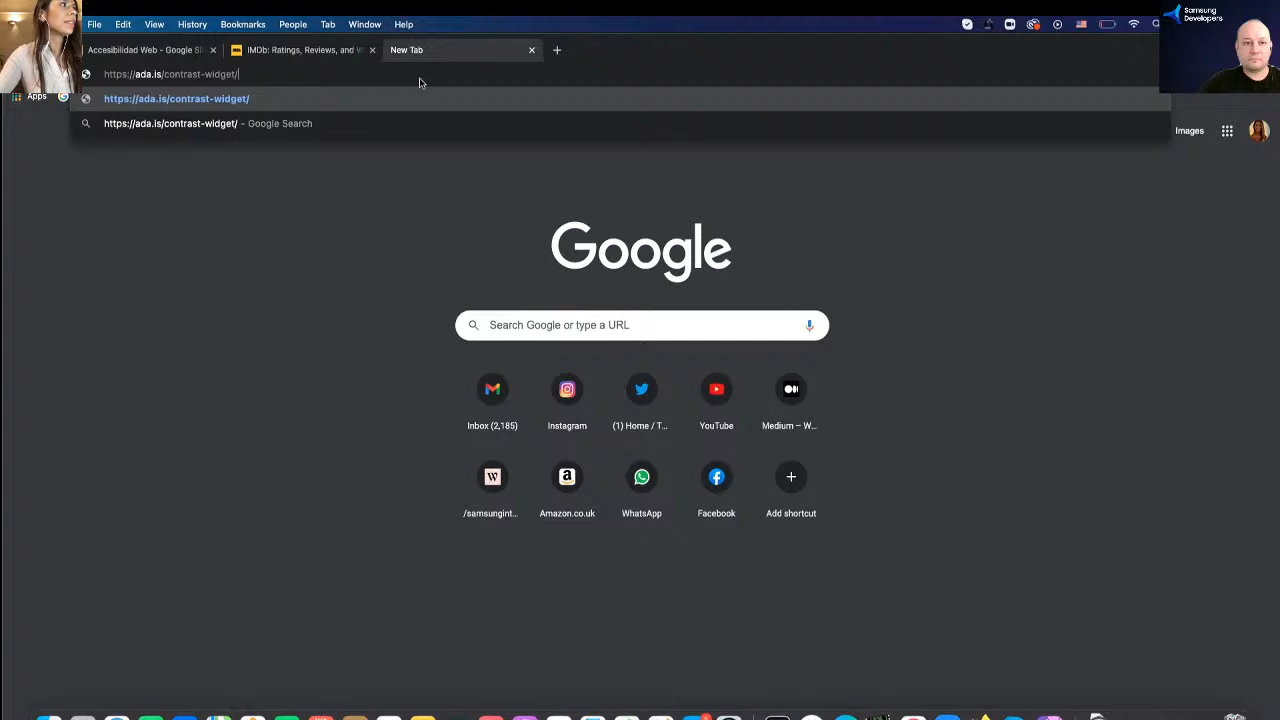 File Edit View History Bookmarks People Tab Window Help
Samsung
Developers
Accesibilidad Web - Google Sl
IMDb: Ratings, Reviews, and W
New Tab
https://ada.is/contrast-widget/
Apps
https://ada.is/contrast-widget/
https://ada.is/contrast-widget/ - Google Search
Images
Google
Search Google or type a URL
Inbox (2,185) Instagram (1) Home / T... YouTube Medium – W...
/samsungint... Amazon.co.uk WhatsApp Facebook Add shortcut